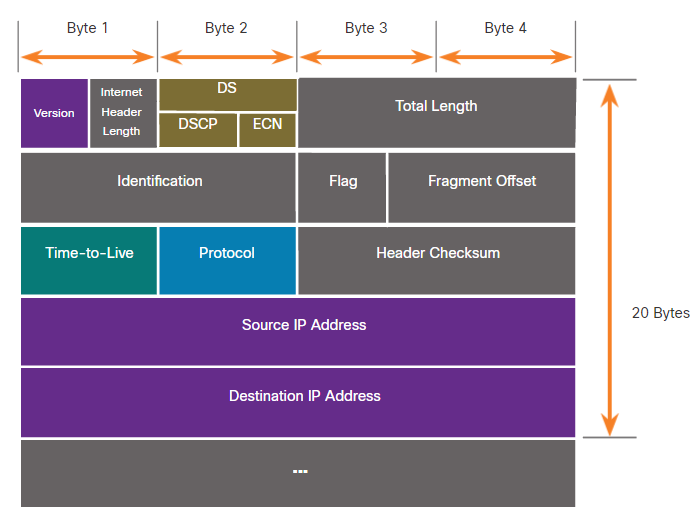 Byte 1 Byte 2 Byte 3 Byte 4
Version
Internet
Header
Length
DS
DSCP ECN
Total Length
Identification Flag Fragment Offset
Time-to-Live Protocol Header Checksum
Source IP Address
20 Bytes
Destination IP Address
...